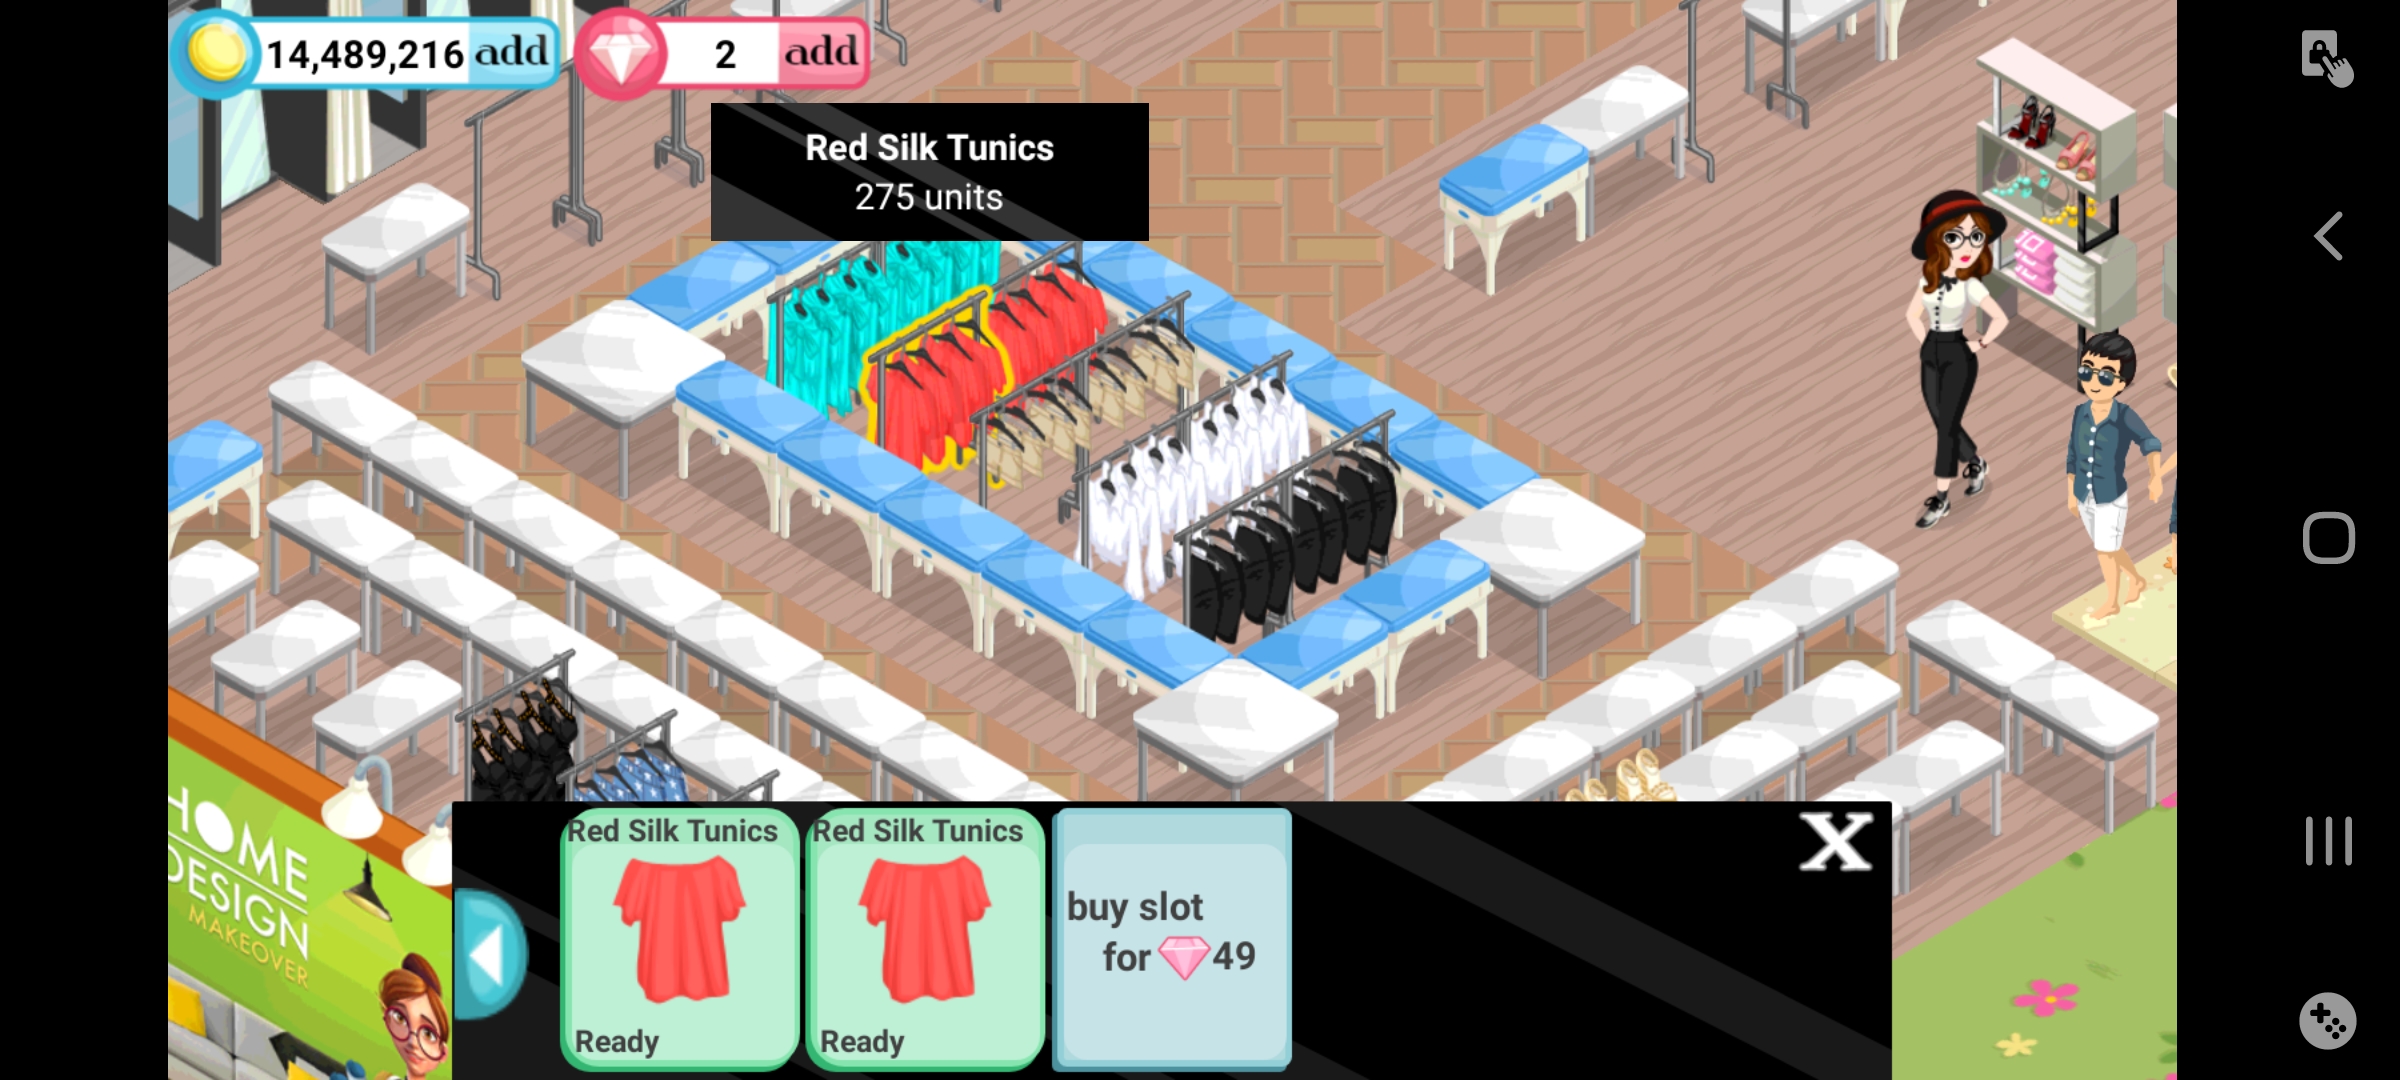 14,489,216 add
2 add
Red Silk Tunics
275 units
HOME
DESIGN
MAKEOVER
Red Silk Tunics
Ready
Red Silk Tunics
Ready
buy slot
for 49
X